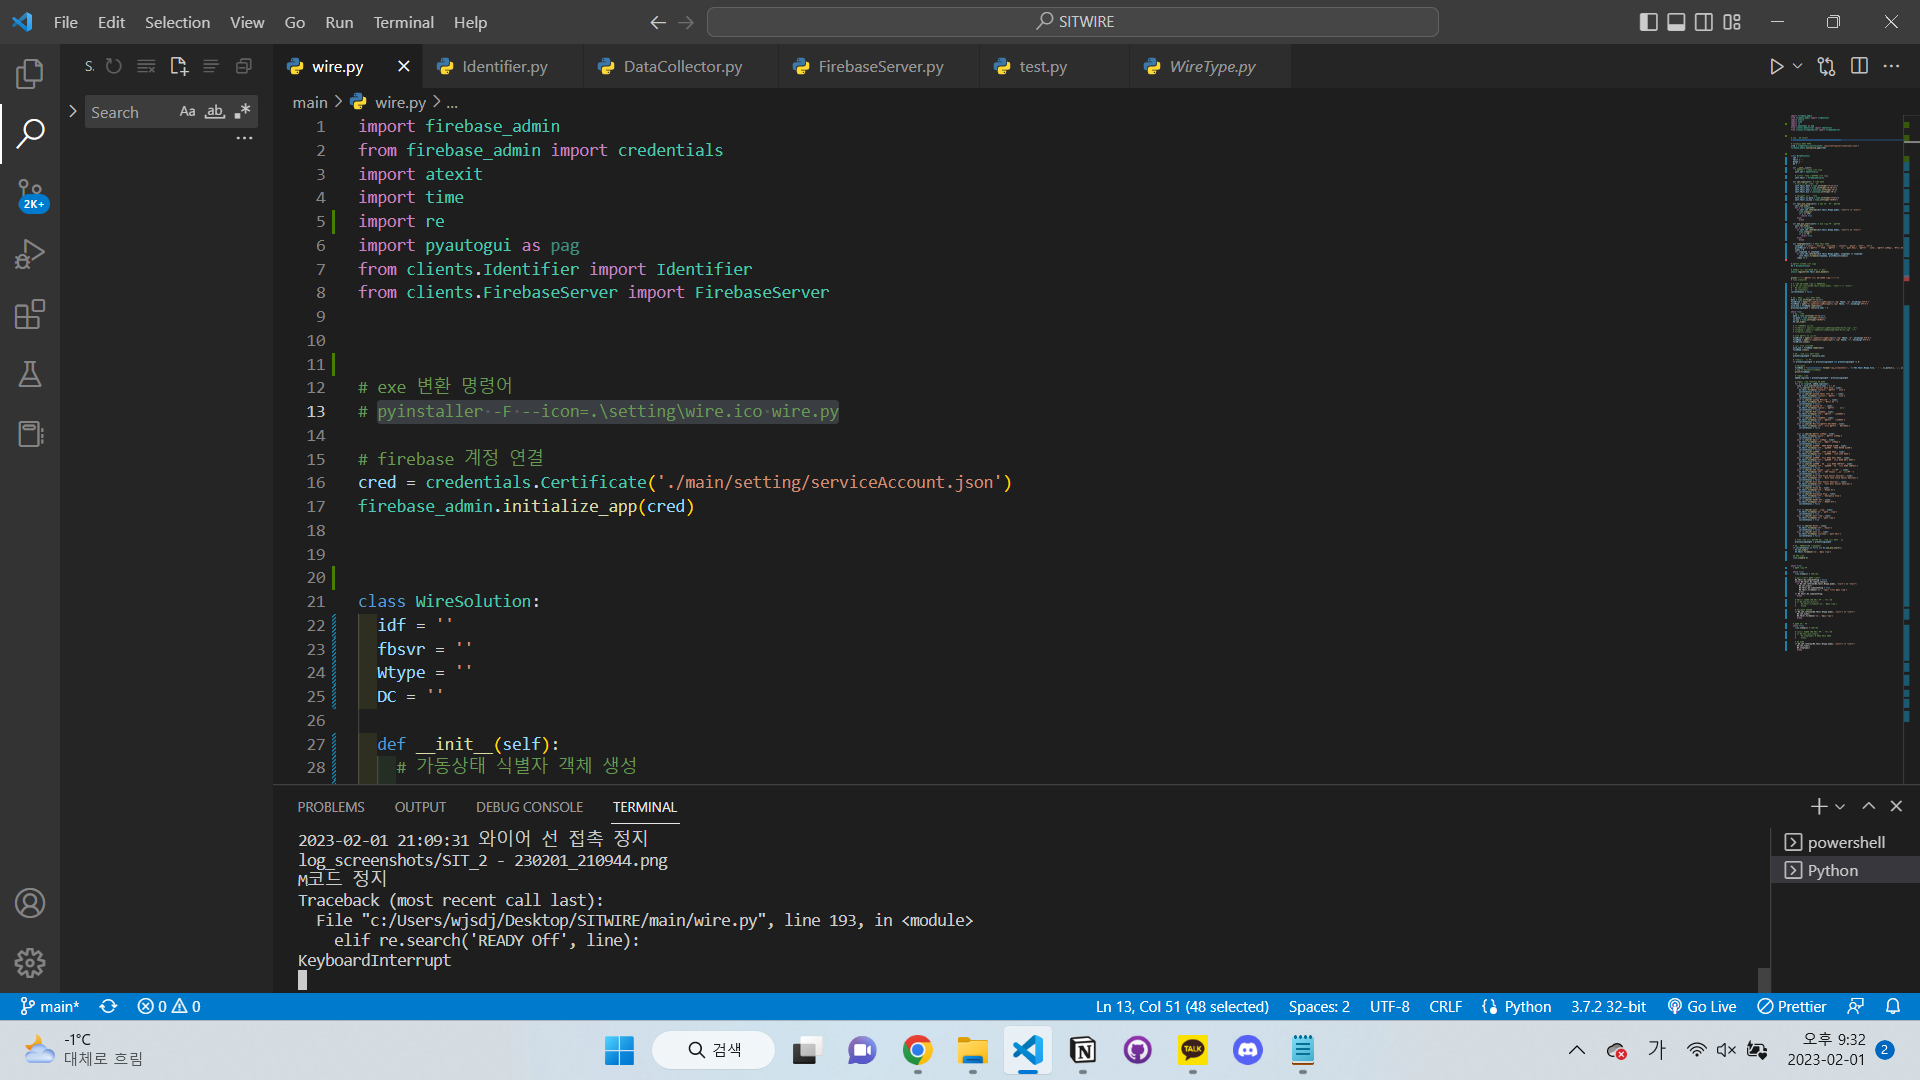 File Edit Selection View Go Run Terminal Help
SITWIRE
S.
Search
Aa ab .*
2K+
wire.py
Identifier.py
DataCollector.py
FirebaseServer.py
test.py
WireType.py
main > wire.py > ...
1 import firebase_admin
2 from firebase_admin import credentials
3 import atexit
4 import time
5 import re
6 import pyautogui as pag
7 from clients.Identifier import Identifier
8 from clients.FirebaseServer import FirebaseServer
9
10
11
12 # exe 변환 명령어
13 # pyinstaller -F --icon=.\setting\wire.ico wire.py
14
15 # firebase 계정 연결
16 cred = credentials.Certificate('./main/setting/serviceAccount.json')
17 firebase_admin.initialize_app(cred)
18
19
20
21 class WireSolution:
22 idf = ''
23 fbsvr = ''
24 Wtype = ''
25 DC = ''
26
27 def __init__(self):
28 # 가동상태 식별자 객체 생성
PROBLEMS OUTPUT DEBUG CONSOLE TERMINAL
2023-02-01 21:09:31 와이어 선 접촉 정지
log_screenshots/SIT_2 - 230201_210944.png
M코드 정지
Traceback (most recent call last):
File "c:/Users/wjsdj/Desktop/SITWIRE/main/wire.py", line 193, in <module>
elif re.search('READY Off', line):
KeyboardInterrupt
powershell
Python
main* 0 0
Ln 13, Col 51 (48 selected) Spaces: 2 UTF-8 CRLF Python 3.7.2 32-bit Go Live Prettier
-1°C
대체로 흐림
검색
TALK
가
오후 9:32
2023-02-01
2